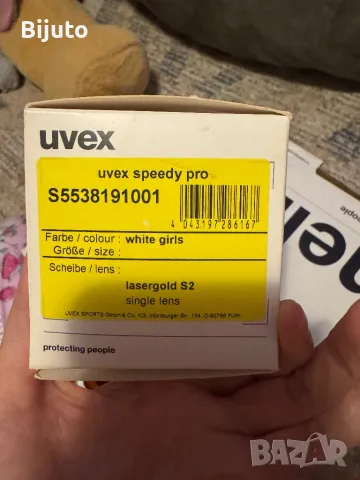 Bijuto
uvex
uvex speedy pro
S5538191001
4 043197 286167
Farbe / colour : white girls
Größe / size :
Scheibe / lens :
lasergold S2
single lens
protecting people
BAZAR